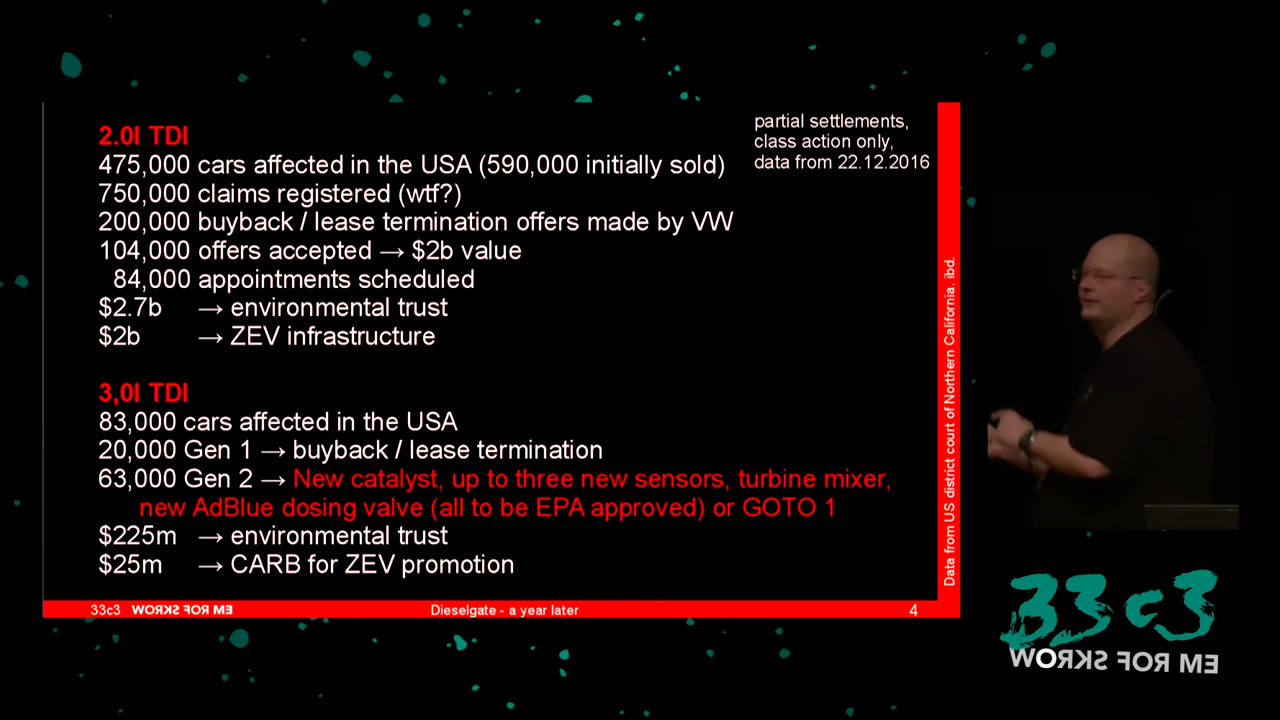 2.0l TDI
475,000 cars affected in the USA (590,000 initially sold)
750,000 claims registered (wtf?)
200,000 buyback / lease termination offers made by VW
104,000 offers accepted → $2b value
84,000 appointments scheduled
$2.7b → environmental trust
$2b → ZEV infrastructure
partial settlements,
class action only,
data from 22.12.2016
3,0l TDI
83,000 cars affected in the USA
20,000 Gen 1 → buyback / lease termination
63,000 Gen 2 → New catalyst, up to three new sensors, turbine mixer,
new AdBlue dosing valve (all to be EPA approved) or GOTO 1
$225m → environmental trust
$25m → CARB for ZEV promotion
Data from US district court of Northern California. ibd.
33c3 WORKS FOR ME Dieselgate - a year later 4
33c3
WORKS FOR ME